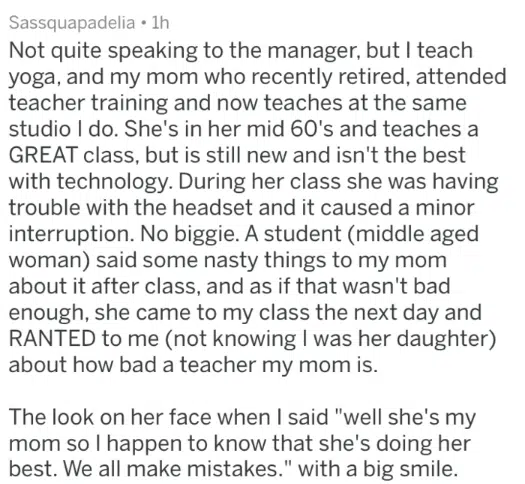 Sassquapadelia • 1h
Not quite speaking to the manager, but I teach
yoga, and my mom who recently retired, attended
teacher training and now teaches at the same
studio I do. She's in her mid 60's and teaches a
GREAT class, but is still new and isn't the best
with technology. During her class she was having
trouble with the headset and it caused a minor
interruption. No biggie. A student (middle aged
woman) said some nasty things to my mom
about it after class, and as if that wasn't bad
enough, she came to my class the next day and
RANTED to me (not knowing I was her daughter)
about how bad a teacher my mom is.
The look on her face when I said "well she's my
mom so I happen to know that she's doing her
best. We all make mistakes." with a big smile.